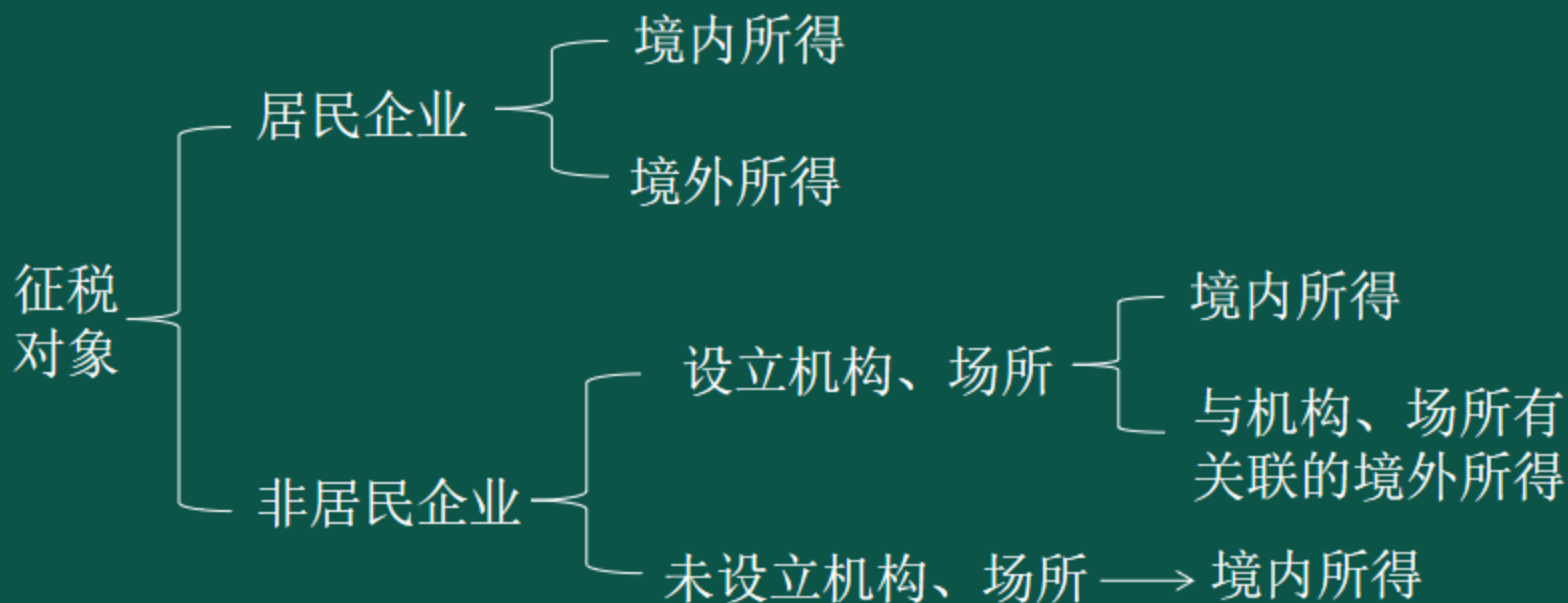 境内所得
居民企业
境外所得
征税
对象
境内所得
设立机构、场所
与机构、场所有
关联的境外所得
非居民企业
未设立机构、场所
境内所得